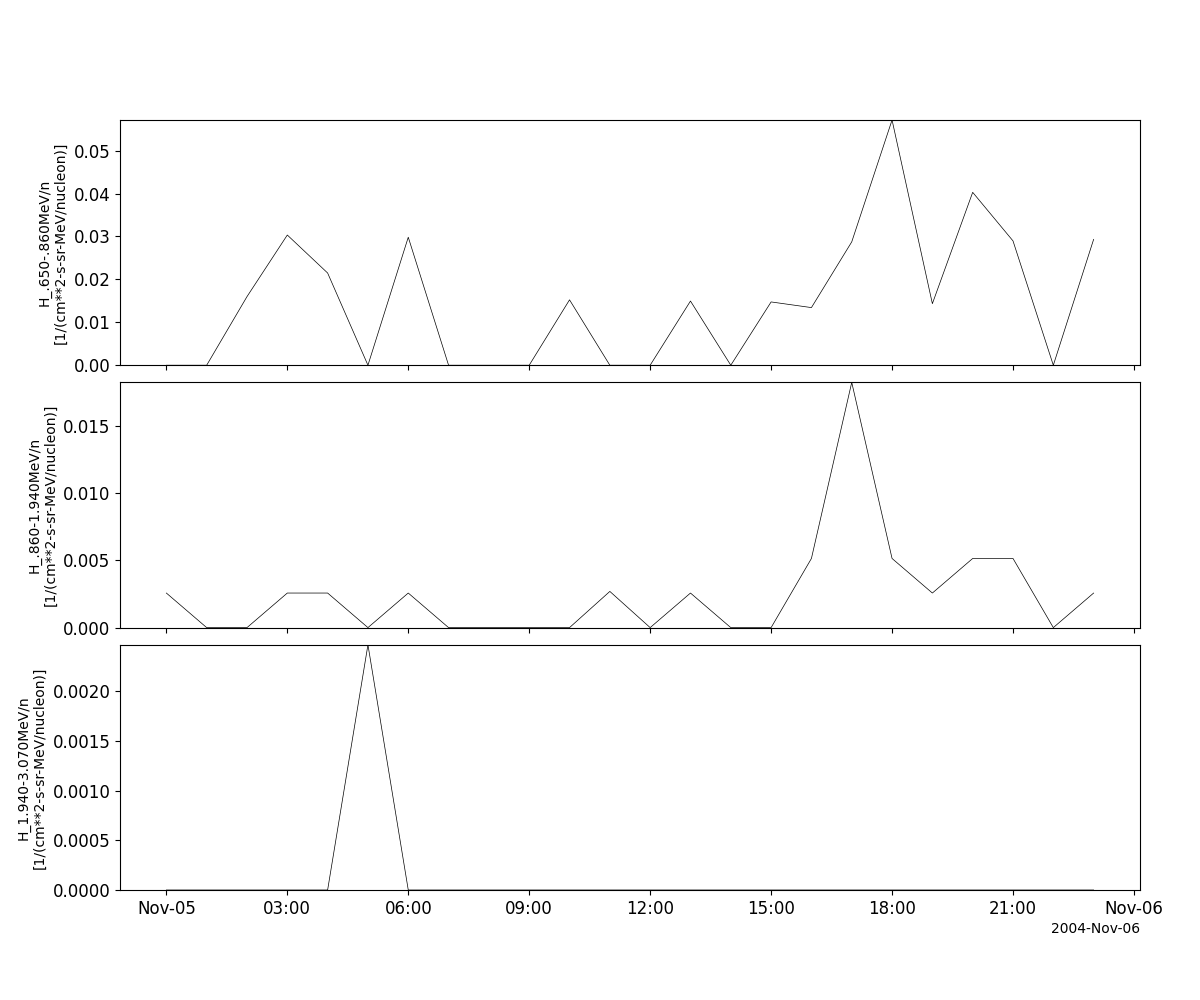 0.05
0.04
0.03
0.02
0.01
0.00
H_.650-.860MeV/n
[1/(cm**2-s-sr-MeV/nucleon)]
0.015
0.010
0.005
0.000
H_.860-1.940MeV/n
[1/(cm**2-s-sr-MeV/nucleon)]
0.0020
0.0015
0.0010
0.0005
0.0000
H_1.940-3.070MeV/n
[1/(cm**2-s-sr-MeV/nucleon)]
Nov-05 03:00 06:00 09:00 12:00 15:00 18:00 21:00 Nov-06
2004-Nov-06